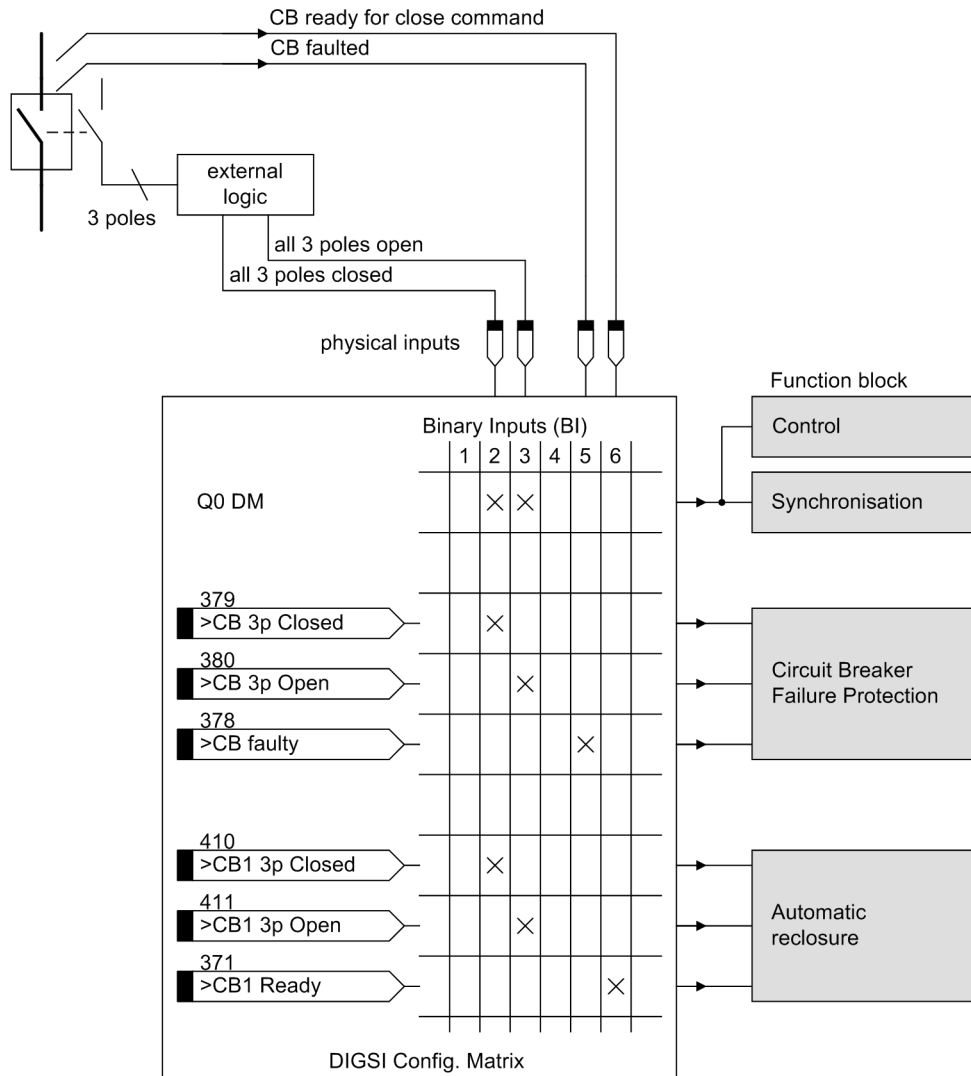 CB ready for close command
CB faulted
external
logic
3 poles
all 3 poles open
all 3 poles closed
physical inputs
Function block
Binary Inputs (BI)
Control
1 2 3 4 5 6
Q0 DM
Synchronisation
379
>CB 3p Closed
380
>CB 3p Open
Circuit Breaker
Failure Protection
378
>CB faulty
410
>CB1 3p Closed
411
>CB1 3p Open
Automatic
reclosure
371
>CB1 Ready
DIGSI Config. Matrix